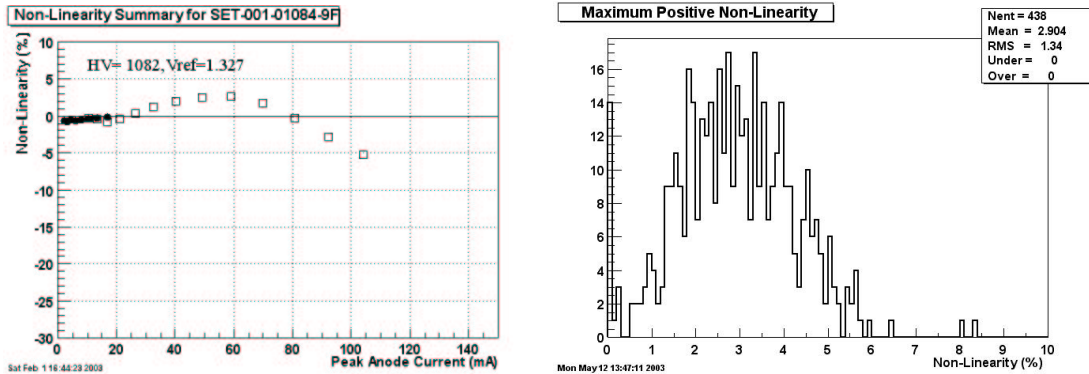 Non-Linearity Summary for SET-001-01084-9F
Non-Linearity (%)
10
5
0
-5
-10
-15
-20
-25
-30
HV= 1082, Vref=1.327
0 20 40 60 80 100 120 140
Peak Anode Current (mA)
Sat Feb 1 16:44:23 2003
Maximum Positive Non-Linearity
Nent = 438
Mean = 2.904
RMS = 1.34
Under = 0
Over = 0
16
14
12
10
8
6
4
2
0
0 1 2 3 4 5 6 7 8 9 10
Non-Linearity (%)
Mon May 12 13:47:11 2003